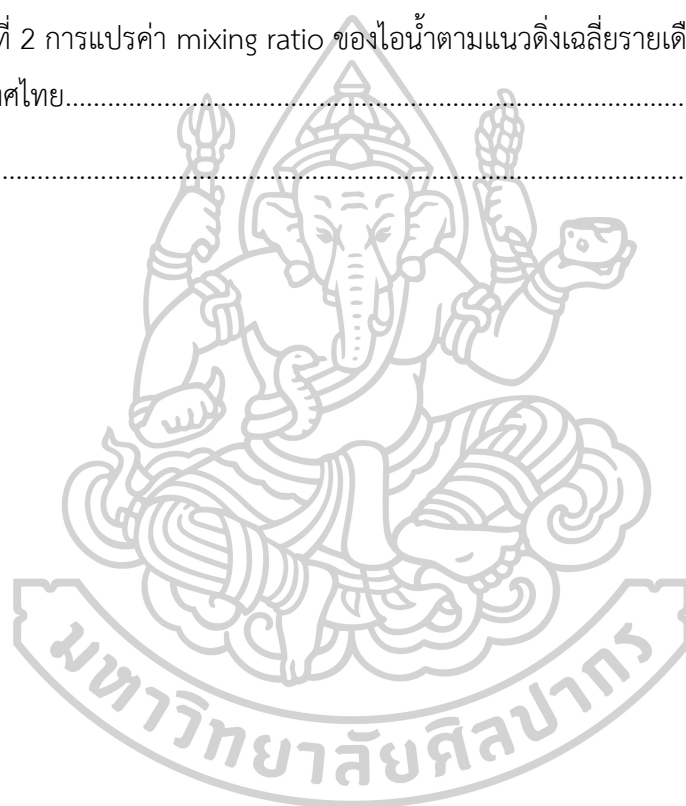 ที่ 2 การแปรค่า mixing ratio ของไอน้ำตามแนวดิ่งเฉลี่ยรายเดือ
ทศไทย....................................................................................................
....................................................................................................
มหาวิทยาลัยศิลปากร